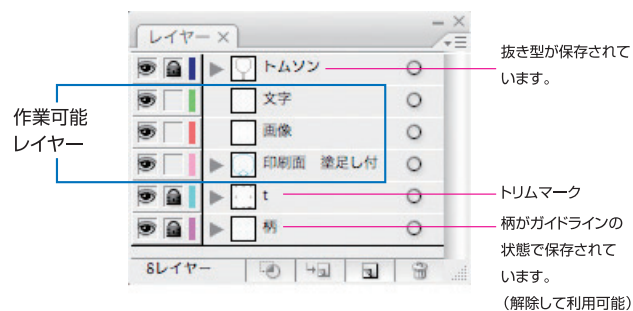 レイヤー ×
トムソン
文字
画像
印刷面　塗足し付
t
柄
8レイヤー
作業可能
レイヤー
抜き型が保存されて
います。
トリムマーク
柄がガイドラインの
状態で保存されて
います。
（解除して利用可能）